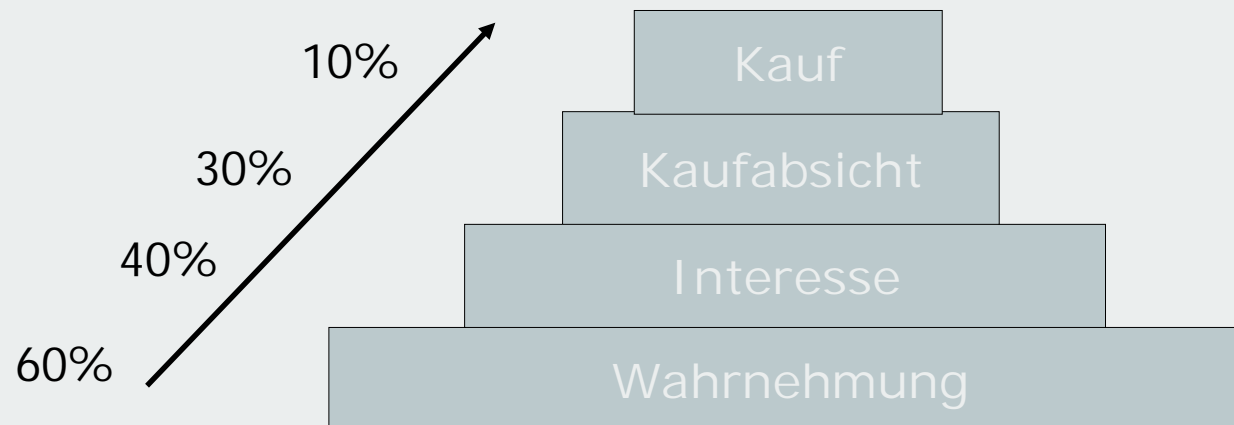 10%
Kauf
30%
Kaufabsicht
40%
Interesse
60%
Wahrnehmung